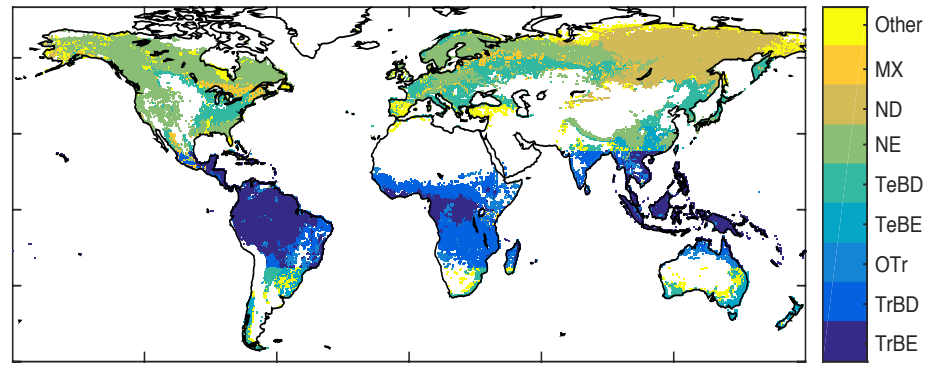 Other
MX
ND
NE
TeBD
TeBE
OTr
TrBD
TrBE